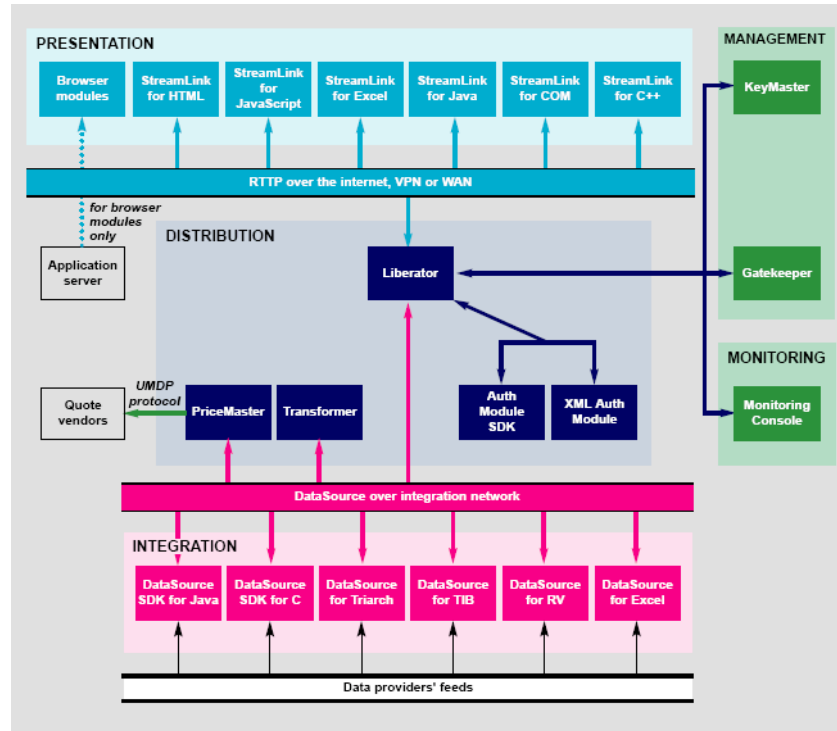 PRESENTATION
MANAGEMENT
Browser
modules
StreamLink
for HTML
StreamLink
for
JavaScript
StreamLink
for Excel
StreamLink
for Java
StreamLink
for COM
StreamLink
for C++
KeyMaster
RTTP over the internet, VPN or WAN
for browser
modules
only
DISTRIBUTION
Application
server
Liberator
Gatekeeper
MONITORING
UMDP
protocol
Quote
vendors
PriceMaster
Transformer
Auth
Module
SDK
XML Auth
Module
Monitoring
Console
DataSource over integration network
INTEGRATION
DataSource
SDK for Java
DataSource
SDK for C
DataSource
for Triarch
DataSource
for TIB
DataSource
for RV
DataSource
for Excel
Data providers' feeds